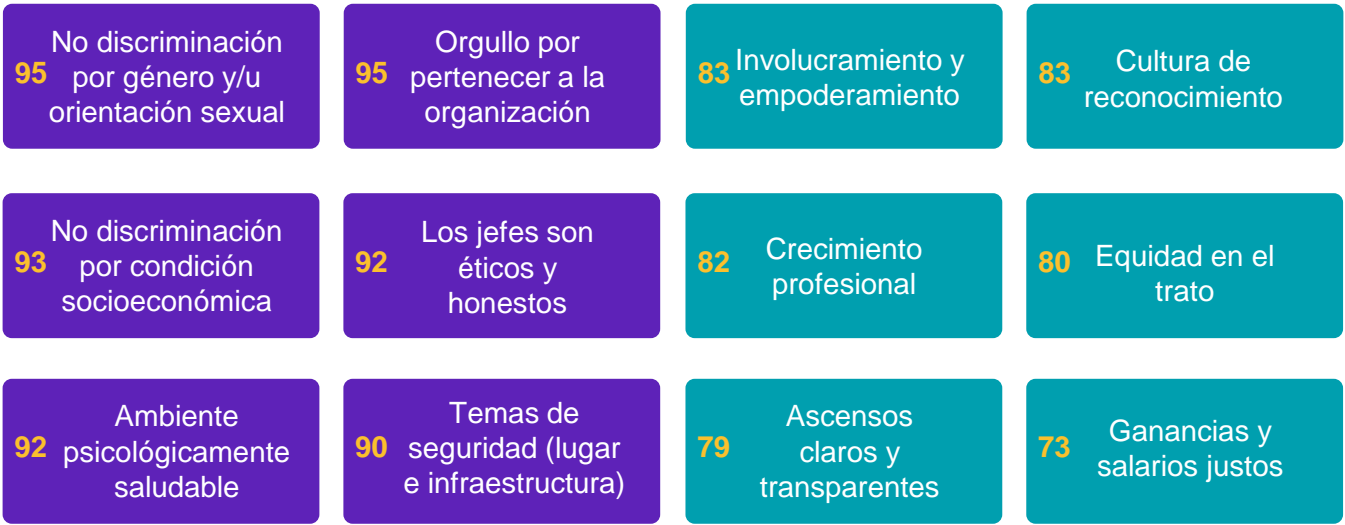 95
No discriminación
por género y/u
orientación sexual
95
Orgullo por
pertenecer a la
organización
83
Involucramiento y
empoderamiento
83
Cultura de
reconocimiento
93
No discriminación
por condición
socioeconómica
92
Los jefes son
éticos y
honestos
82
Crecimiento
profesional
80
Equidad en el
trato
92
Ambiente
psicológicamente
saludable
90
Temas de
seguridad (lugar
e infraestructura)
79
Ascensos
claros y
transparentes
73
Ganancias y
salarios justos